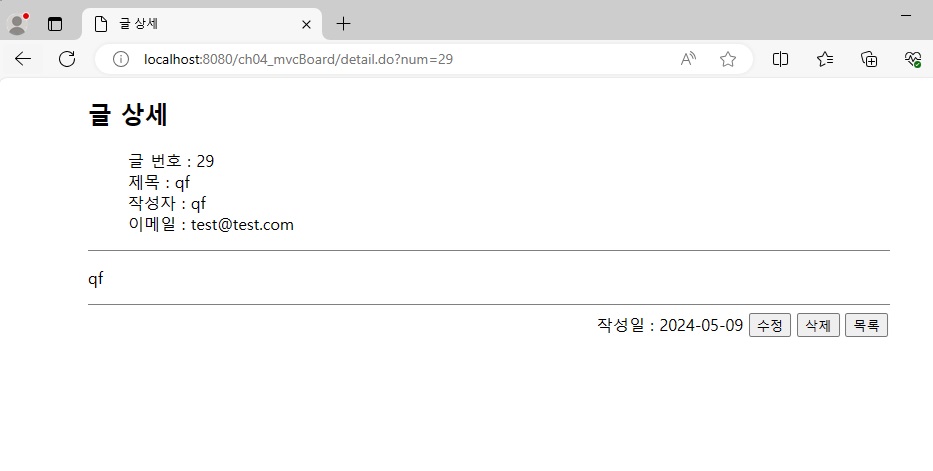 글 상세
localhost:8080/ch04_mvcBoard/detail.do?num=29
글 상세
글 번호 : 29
제목 : qf
작성자 : qf
이메일 : test@test.com
qf
작성일 : 2024-05-09 수정 삭제 목록